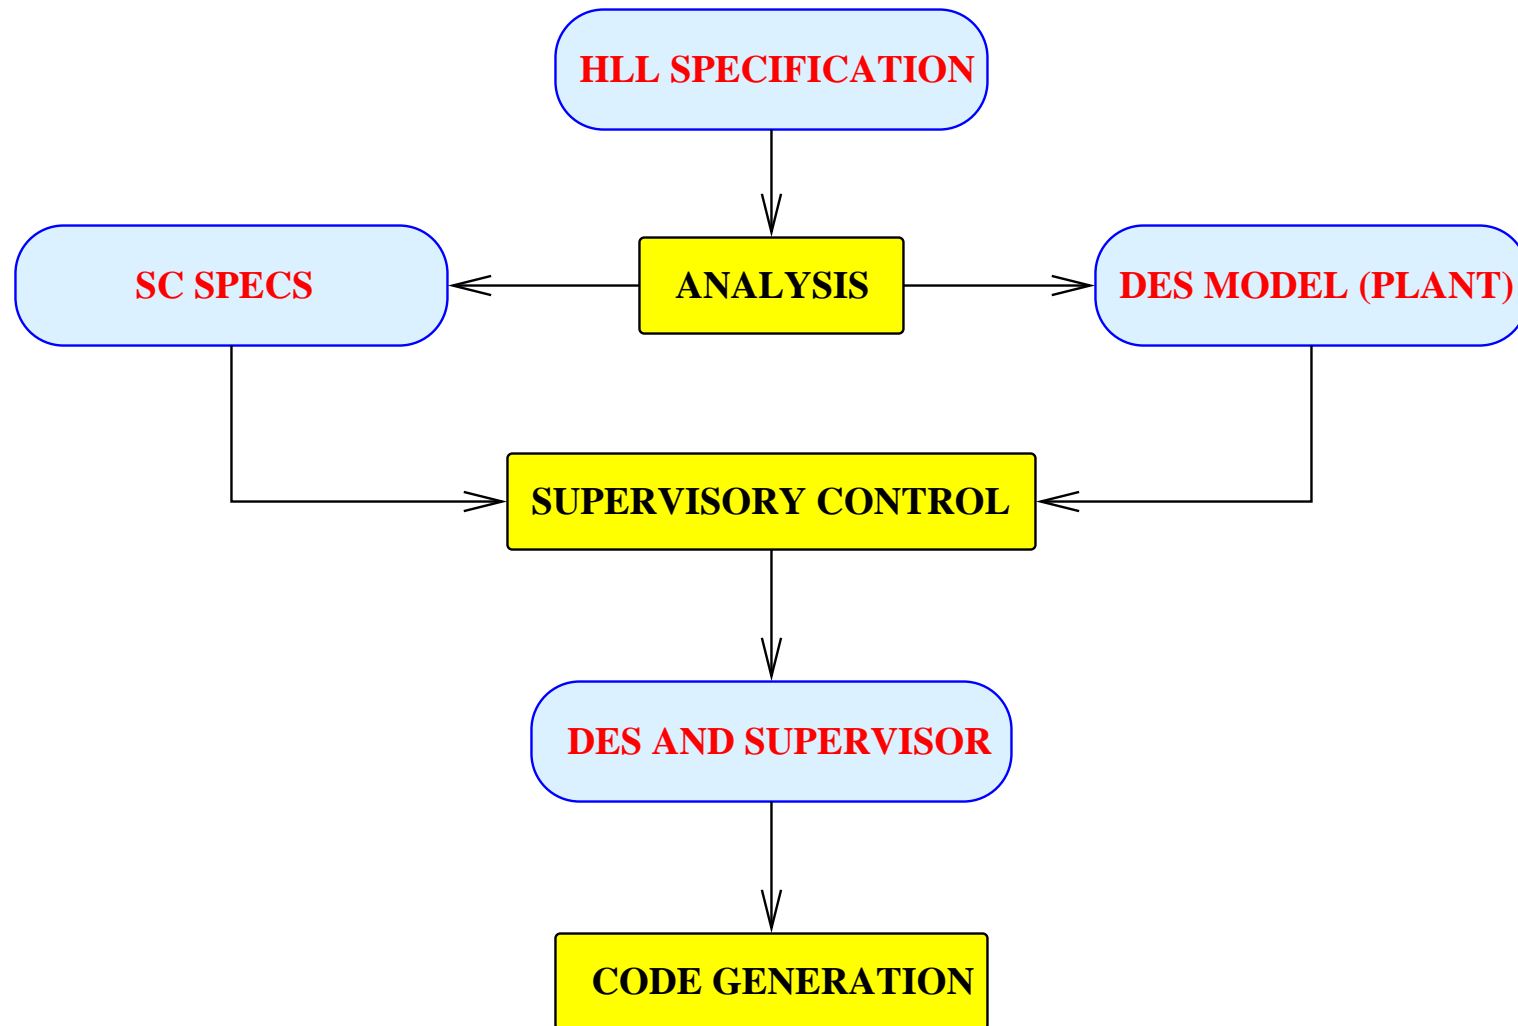 HLL SPECIFICATION
SC SPECS
ANALYSIS
DES MODEL (PLANT)
SUPERVISORY CONTROL
DES AND SUPERVISOR
CODE GENERATION